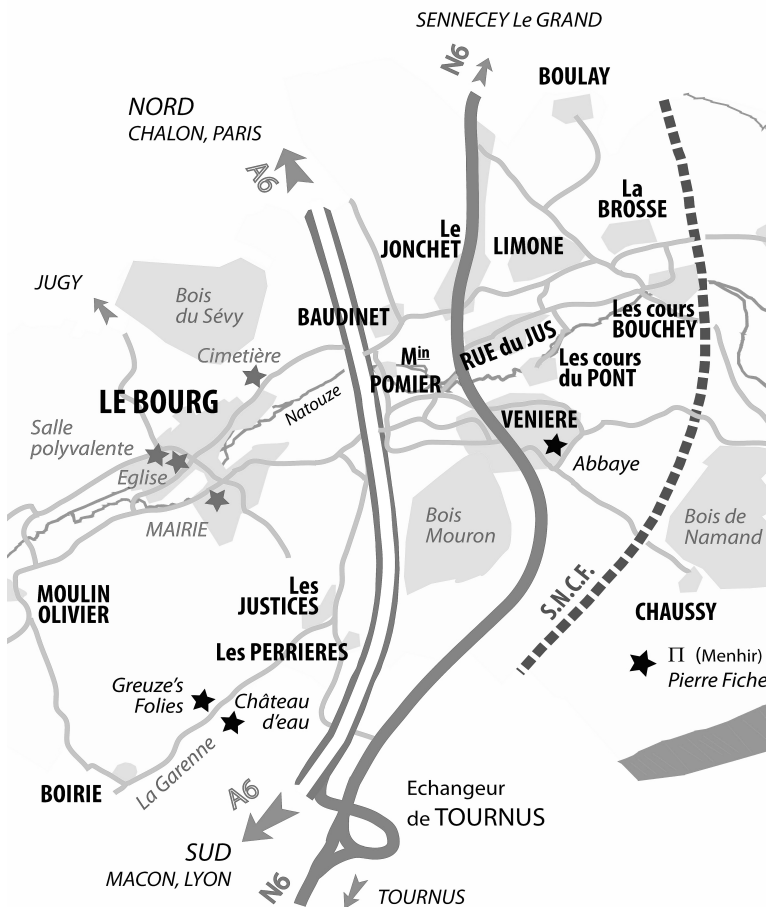 SENNECEY Le GRAND
N6
BOULAY
NORD
CHALON, PARIS
A6
La
BROSSE
Le
JONCHET
LIMONE
JUGY
Bois
du Sévy
BAUDINET
Les cours
BOUCHEY
RUE du JUS
Cimetière
Min
POMIER
Les cours
du PONT
LE BOURG
Natouze
VENIERE
Salle
polyvalente
Abbaye
Eglise
MAIRIE
Bois
Mouron
Bois de
Namand
S.N.C.F.
MOULIN
OLIVIER
Les
JUSTICES
CHAUSSY
Les PERRIERES
Π (Menhir)
Pierre Fiche
Greuze's
Folies
Château
d'eau
La Garenne
BOIRIE
A6
Echangeur
de TOURNUS
SUD
MACON, LYON
N6
TOURNUS